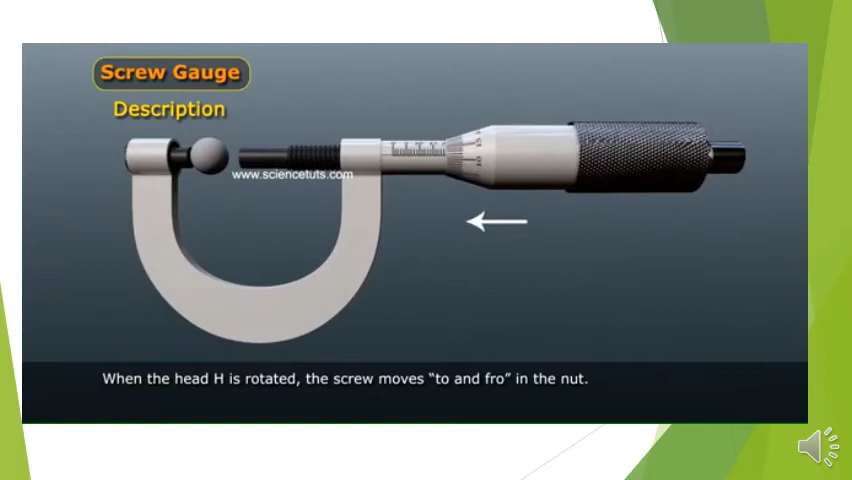 Screw Gauge
Description
www.sciencetuts.com
When the head H is rotated, the screw moves “to and fro” in the nut.